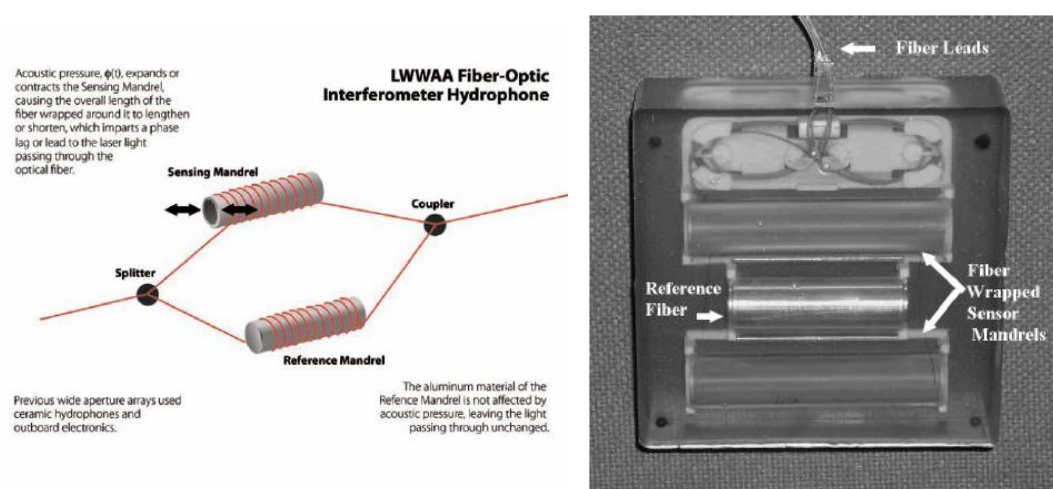 Acoustic pressure, ϕ(t), expands or
contracts the Sensing Mandrel,
causing the overall length of the
fiber wrapped around it to lengthen
or shorten, which imparts a phase
lag or lead to the laser light
passing through the
optical fiber.
LWWAA Fiber-Optic
Interferometer Hydrophone
Sensing Mandrel
Coupler
Splitter
Reference Mandrel
Previous wide aperture arrays used
ceramic hydrophones and
outboard electronics.
The aluminum material of the
Refence Mandrel is not affected by
acoustic pressure, leaving the light
passing through unchanged.
Fiber Leads
Reference
Fiber
Fiber
Wrapped
Sensor
Mandrels